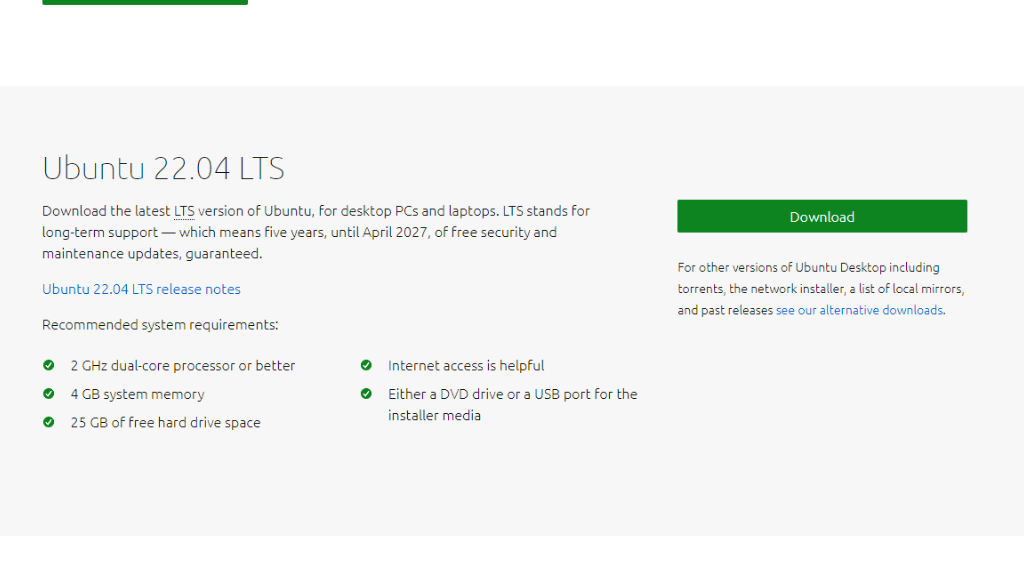 Ubuntu 22.04 LTS
Download the latest LTS version of Ubuntu, for desktop PCs and laptops. LTS stands for
long-term support — which means five years, until April 2027, of free security and
maintenance updates, guaranteed.
Ubuntu 22.04 LTS release notes
Recommended system requirements:
2 GHz dual-core processor or better
4 GB system memory
25 GB of free hard drive space
Internet access is helpful
Either a DVD drive or a USB port for the
installer media
Download
For other versions of Ubuntu Desktop including
torrents, the network installer, a list of local mirrors,
and past releases see our alternative downloads.